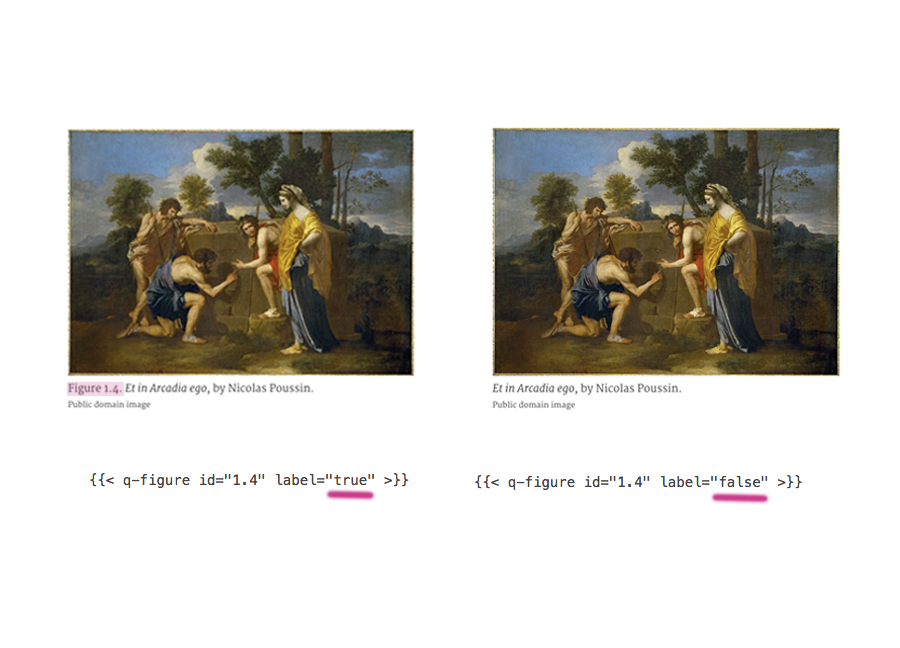 Figure 1.4. Et in Arcadia ego, by Nicolas Poussin.
Public domain image
{{< q-figure id="1.4" label="true" >}}
Et in Arcadia ego, by Nicolas Poussin.
Public domain image
{{< q-figure id="1.4" label="false" >}}